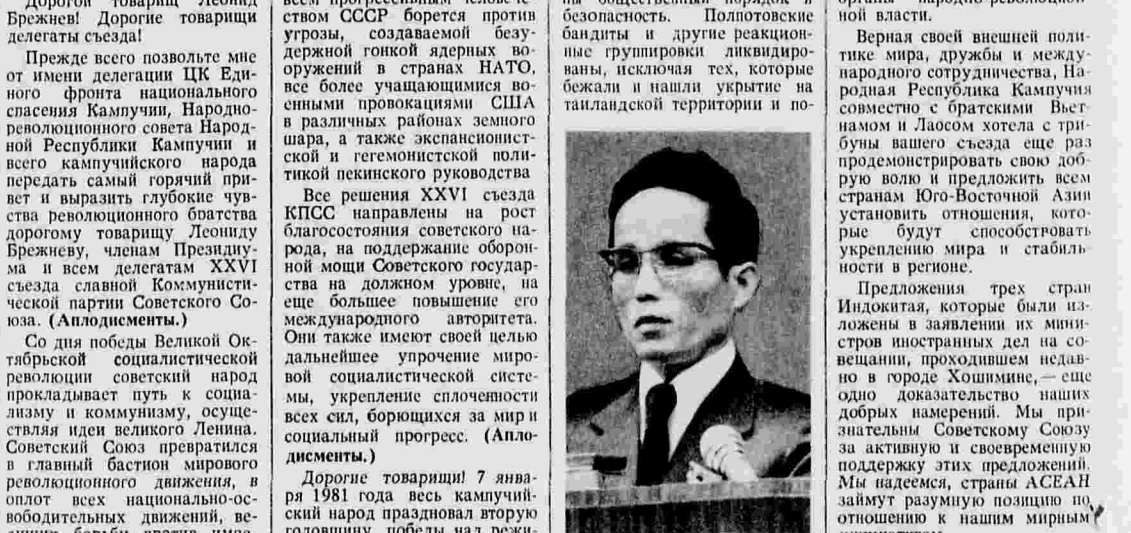 Дорогой товарищ Леонид
Брежнев! Дорогие товарищи
делегаты съезда!
Прежде всего позвольте мне
от имени делегации ЦК Еди-
ного фронта национального
спасения Кампучии, Народно-
революционного совета Народ-
ной Республики Кампучии и
всего кампучийского народа
передать самый горячий при-
вет и выразить глубокие чув-
ства революционного братства
дорогому товарищу Леониду
Брежневу, членам Президиу-
ма и всем делегатам XXVI
съезда славной Коммунисти-
ческой партии Советского Со-
юза. (Аплодисменты.)
Со дня победы Великой Ок-
тябрьской социалистической
революции советский народ
прокладывает путь к социа-
лизму и коммунизму, осуще-
ствляя идеи великого Ленина.
Советский Союз превратился
в главный бастион мирового
революционного движения, в
оплот всех национально-ос-
вободительных движений, ве-
ством СССР борется против
угрозы, создаваемой безу-
держной гонкой ядерных во-
оружений в странах НАТО,
все более учащающимися во-
енными провокациями США
в различных районах земного
шара, а также экспансионист-
ской и гегемонистской поли-
тикой пекинского руководства
Все решения XXVI съезда
КПСС направлены на рост
благосостояния советского на-
рода, на поддержание оборон-
ной мощи Советского государ-
ства на должном уровне, на
еще большее повышение его
международного авторитета.
Они также имеют своей целью
дальнейшее упрочение миро-
вой социалистической систе-
мы, укрепление сплоченности
всех сил, борющихся за мир и
социальный прогресс. (Апло-
дисменты.)
Дорогие товарищи! 7 янва-
ря 1981 года весь кампучий-
ский народ праздновал вторую
годовщину победы над режи-
ны общественный порядок и
безопасность. Полпотовские
бандиты и другие реакцион-
ные группировки ликвидиро-
ваны, исключая тех, которые
бежали и нашли укрытие на
таиландской территории и по-
ной власти.
Верная своей внешней поли-
тике мира, дружбы и между-
народного сотрудничества, На-
родная Республика Кампучия
совместно с братскими Вьет
намом и Лаосом хотела с три-
буны вашего съезда еще раз
продемонстрировать свою доб-
рую волю и предложить всем
странам Юго-Восточной Азии
установить отношения, кото-
рые будут способствовать
укреплению мира и стабиль-
ности в регионе.
Предложения трех стран
Индокитая, которые были из-
ложены в заявлении их мини-
стров иностранных дел на со-
вещании, проходившем недав-
но в городе Хошимине, — еще
одно доказательство наших
добрых намерений. Мы при-
знательны Советскому Союзу
за активную и своевременную
поддержку этих предложений.
Мы надеемся, страны АСЕАН
займут разумную позицию по
отношению к нашим мирным